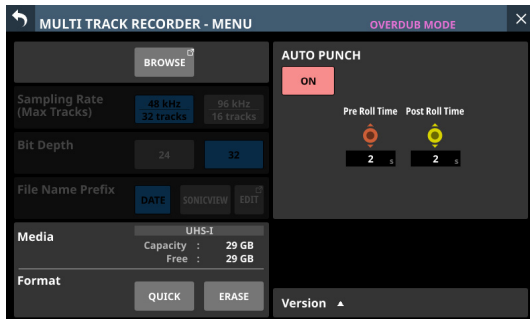 MULTI TRACK RECORDER - MENU
OVERDUB MODE
BROWSE
Sampling Rate
(Max Tracks)
48 kHz
32 tracks
96 kHz
16 tracks
Bit Depth
24
32
File Name Prefix
DATE
SONICVIEW
EDIT
Media
UHS-I
Capacity : 29 GB
Free : 29 GB
Format
QUICK
ERASE
AUTO PUNCH
ON
Pre Roll Time
Post Roll Time
2 s
2 s
Version ▲